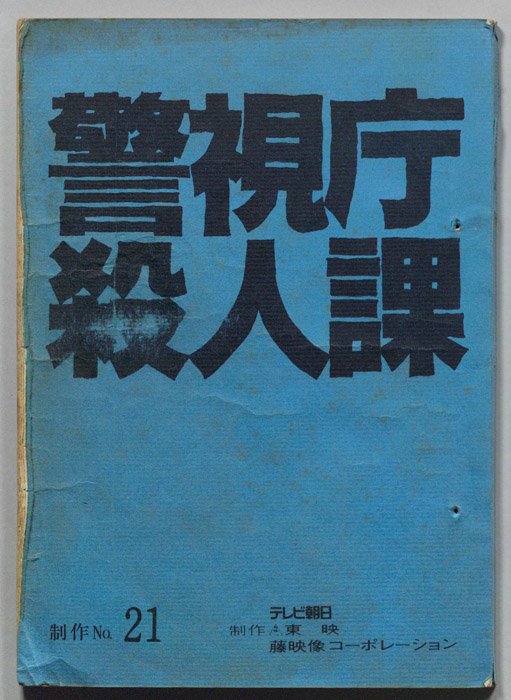 警視庁
殺人課
制作No. 21
テレビ朝日
制作 東映
藤映像コーポレーション